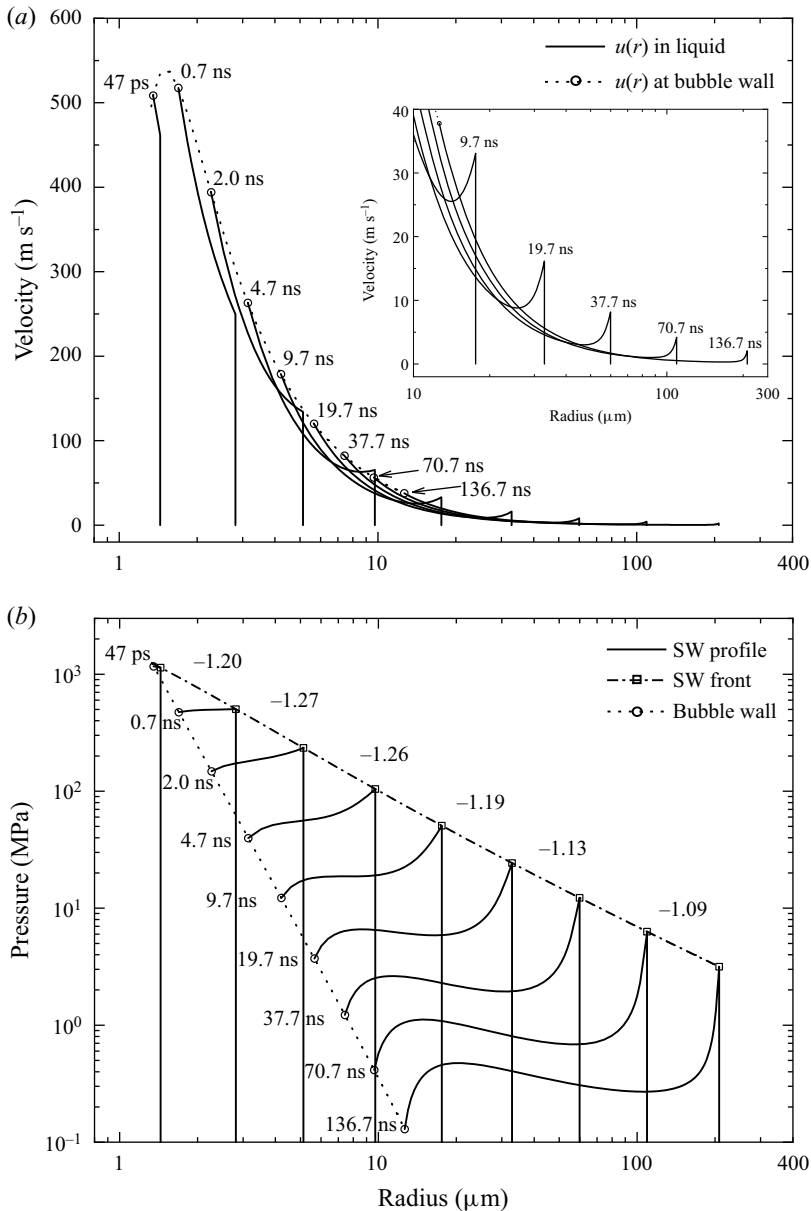 (a)
600
500
400
300
200
100
0
Velocity (m s⁻¹)
47 ps
0.7 ns
2.0 ns
4.7 ns
9.7 ns
19.7 ns
37.7 ns
70.7 ns
136.7 ns
u(r) in liquid
u(r) at bubble wall
40
30
20
10
0
Velocity (m s⁻¹)
9.7 ns
19.7 ns
37.7 ns
70.7 ns
136.7 ns
10 100 300
Radius (μm)
1 10 100 400
(b)
10³
10²
10¹
10⁰
10⁻¹
Pressure (MPa)
47 ps
0.7 ns
2.0 ns
4.7 ns
9.7 ns
19.7 ns
37.7 ns
70.7 ns
136.7 ns
–1.20
–1.27
–1.26
–1.19
–1.13
–1.09
SW profile
SW front
Bubble wall
1 10 100 400
Radius (μm)